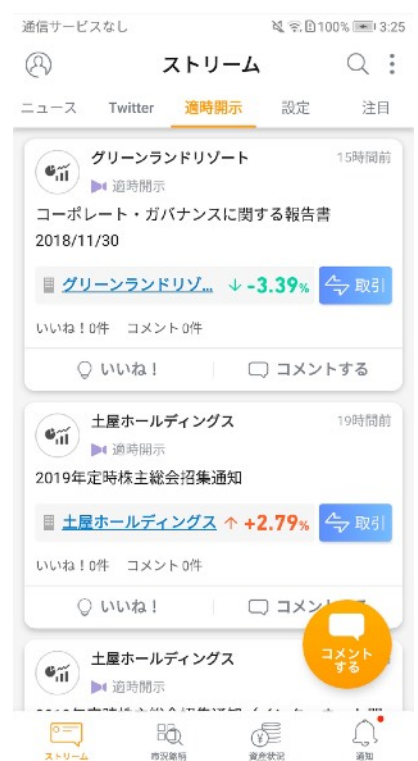 通信サービスなし 100% 3:25
ストリーム
ニュース Twitter 適時開示 設定 注目
グリーンランドリゾート 15時間前
適時開示
コーポレート・ガバナンスに関する報告書
2018/11/30
グリーンランドリゾ... ↓ -3.39% 取引
いいね!0件 コメント0件
いいね! コメントする
土屋ホールディングス 19時間前
適時開示
2019年定時株主総会招集通知
土屋ホールディングス ↑ +2.79% 取引
いいね!0件 コメント0件
いいね! コメン
コメント
する
土屋ホールディングス
適時開示
ストリーム 市況銘柄 資産状況 通知